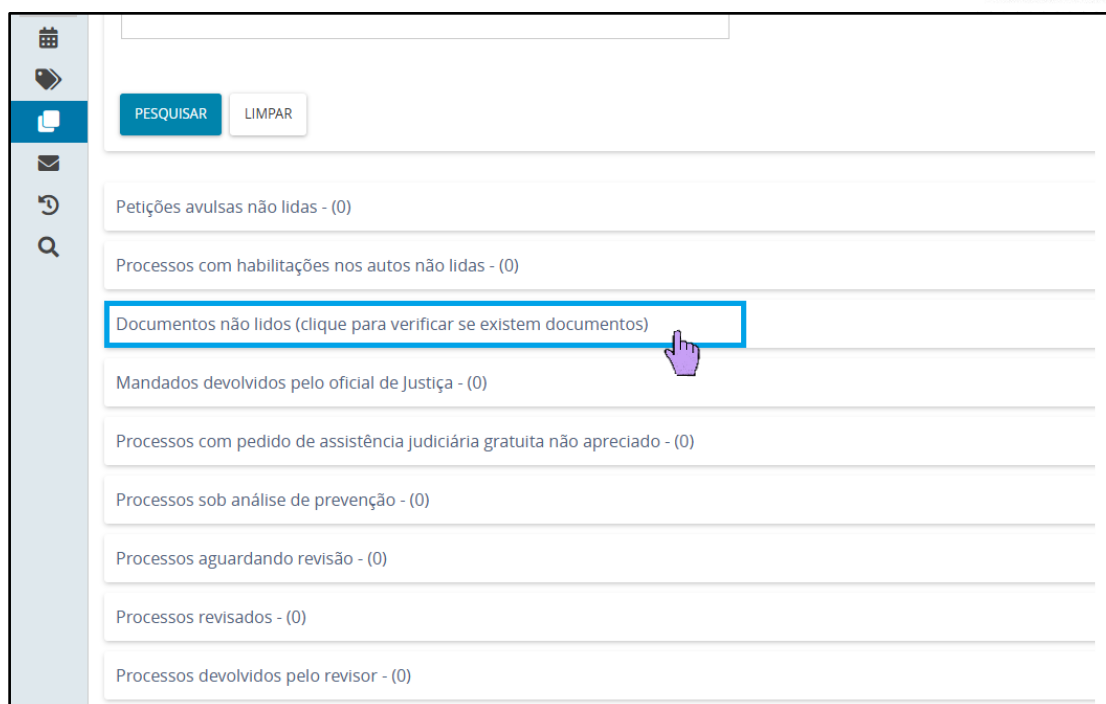 PESQUISAR LIMPAR
Petições avulsas não lidas - (0)
Processos com habilitações nos autos não lidas - (0)
Documentos não lidos (clique para verificar se existem documentos)
Mandados devolvidos pelo oficial de Justiça - (0)
Processos com pedido de assistência judiciária gratuita não apreciado - (0)
Processos sob análise de prevenção - (0)
Processos aguardando revisão - (0)
Processos revisados - (0)
Processos devolvidos pelo revisor - (0)